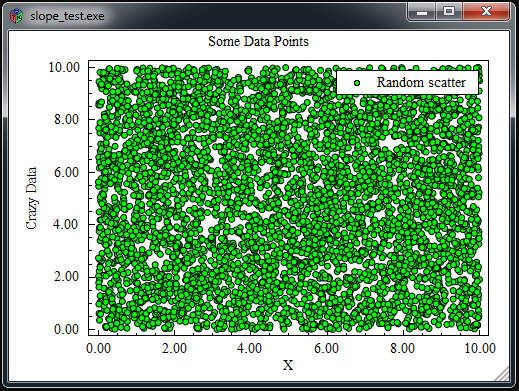 slope_test.exe
Some Data Points
10.00
Random scatter
8.00
6.00
Crazy Data
4.00
2.00
0.00
0.00 2.00 4.00 6.00 8.00 10.00
X